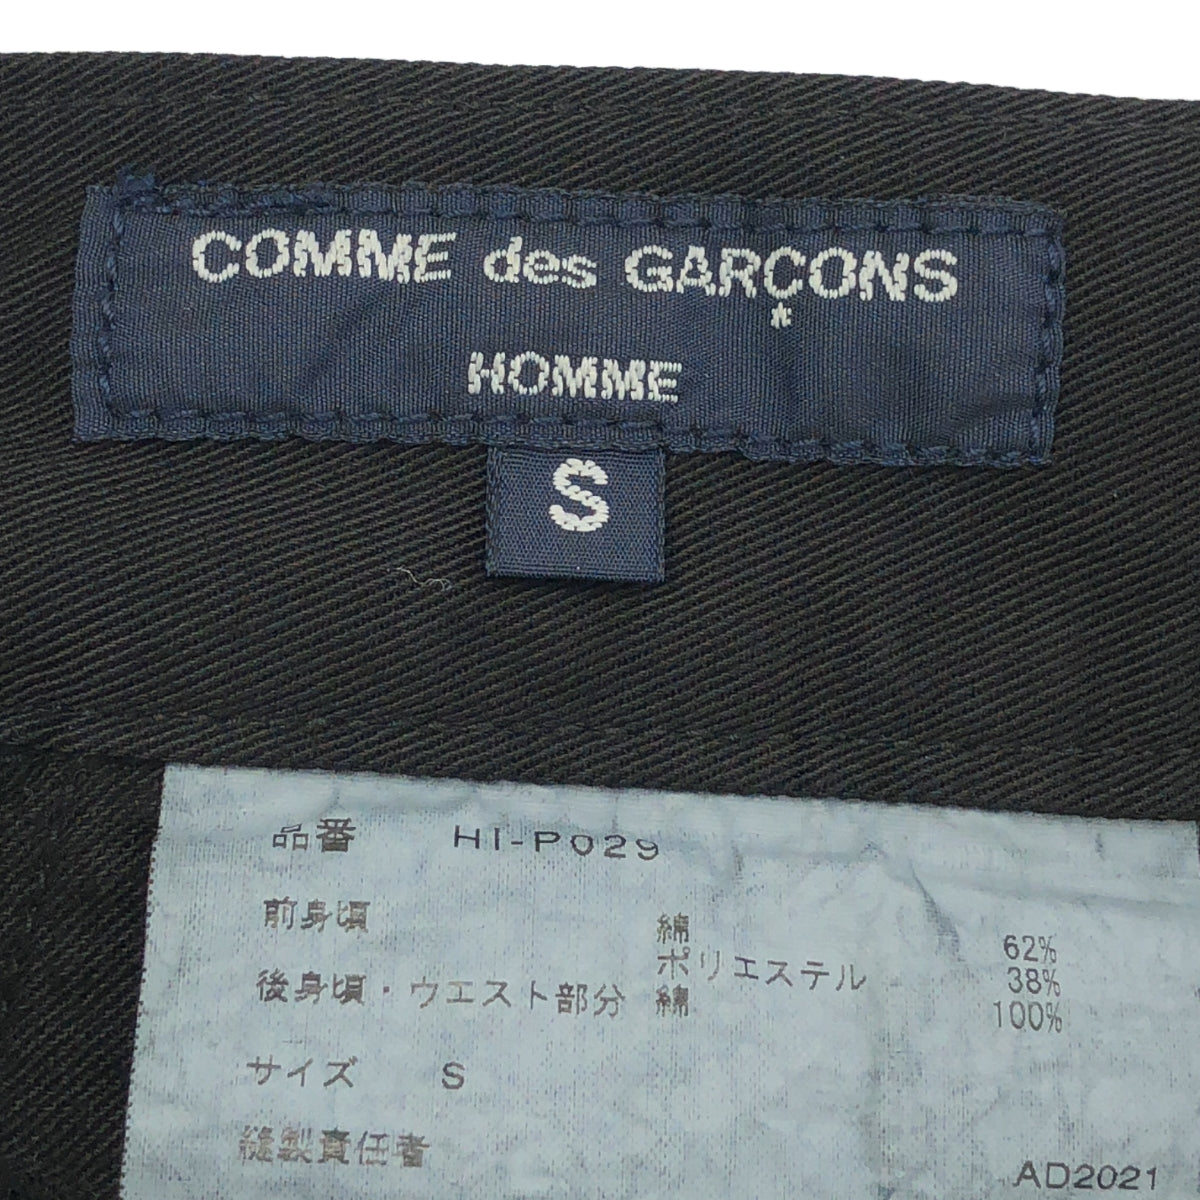 COMME des GARÇONS
HOMME
S
品番 HI-P029
前身頃 綿 62%
ポリエステル 38%
後身頃・ウエスト部分 綿 100%
サイズ S
縫製責任者
AD2021